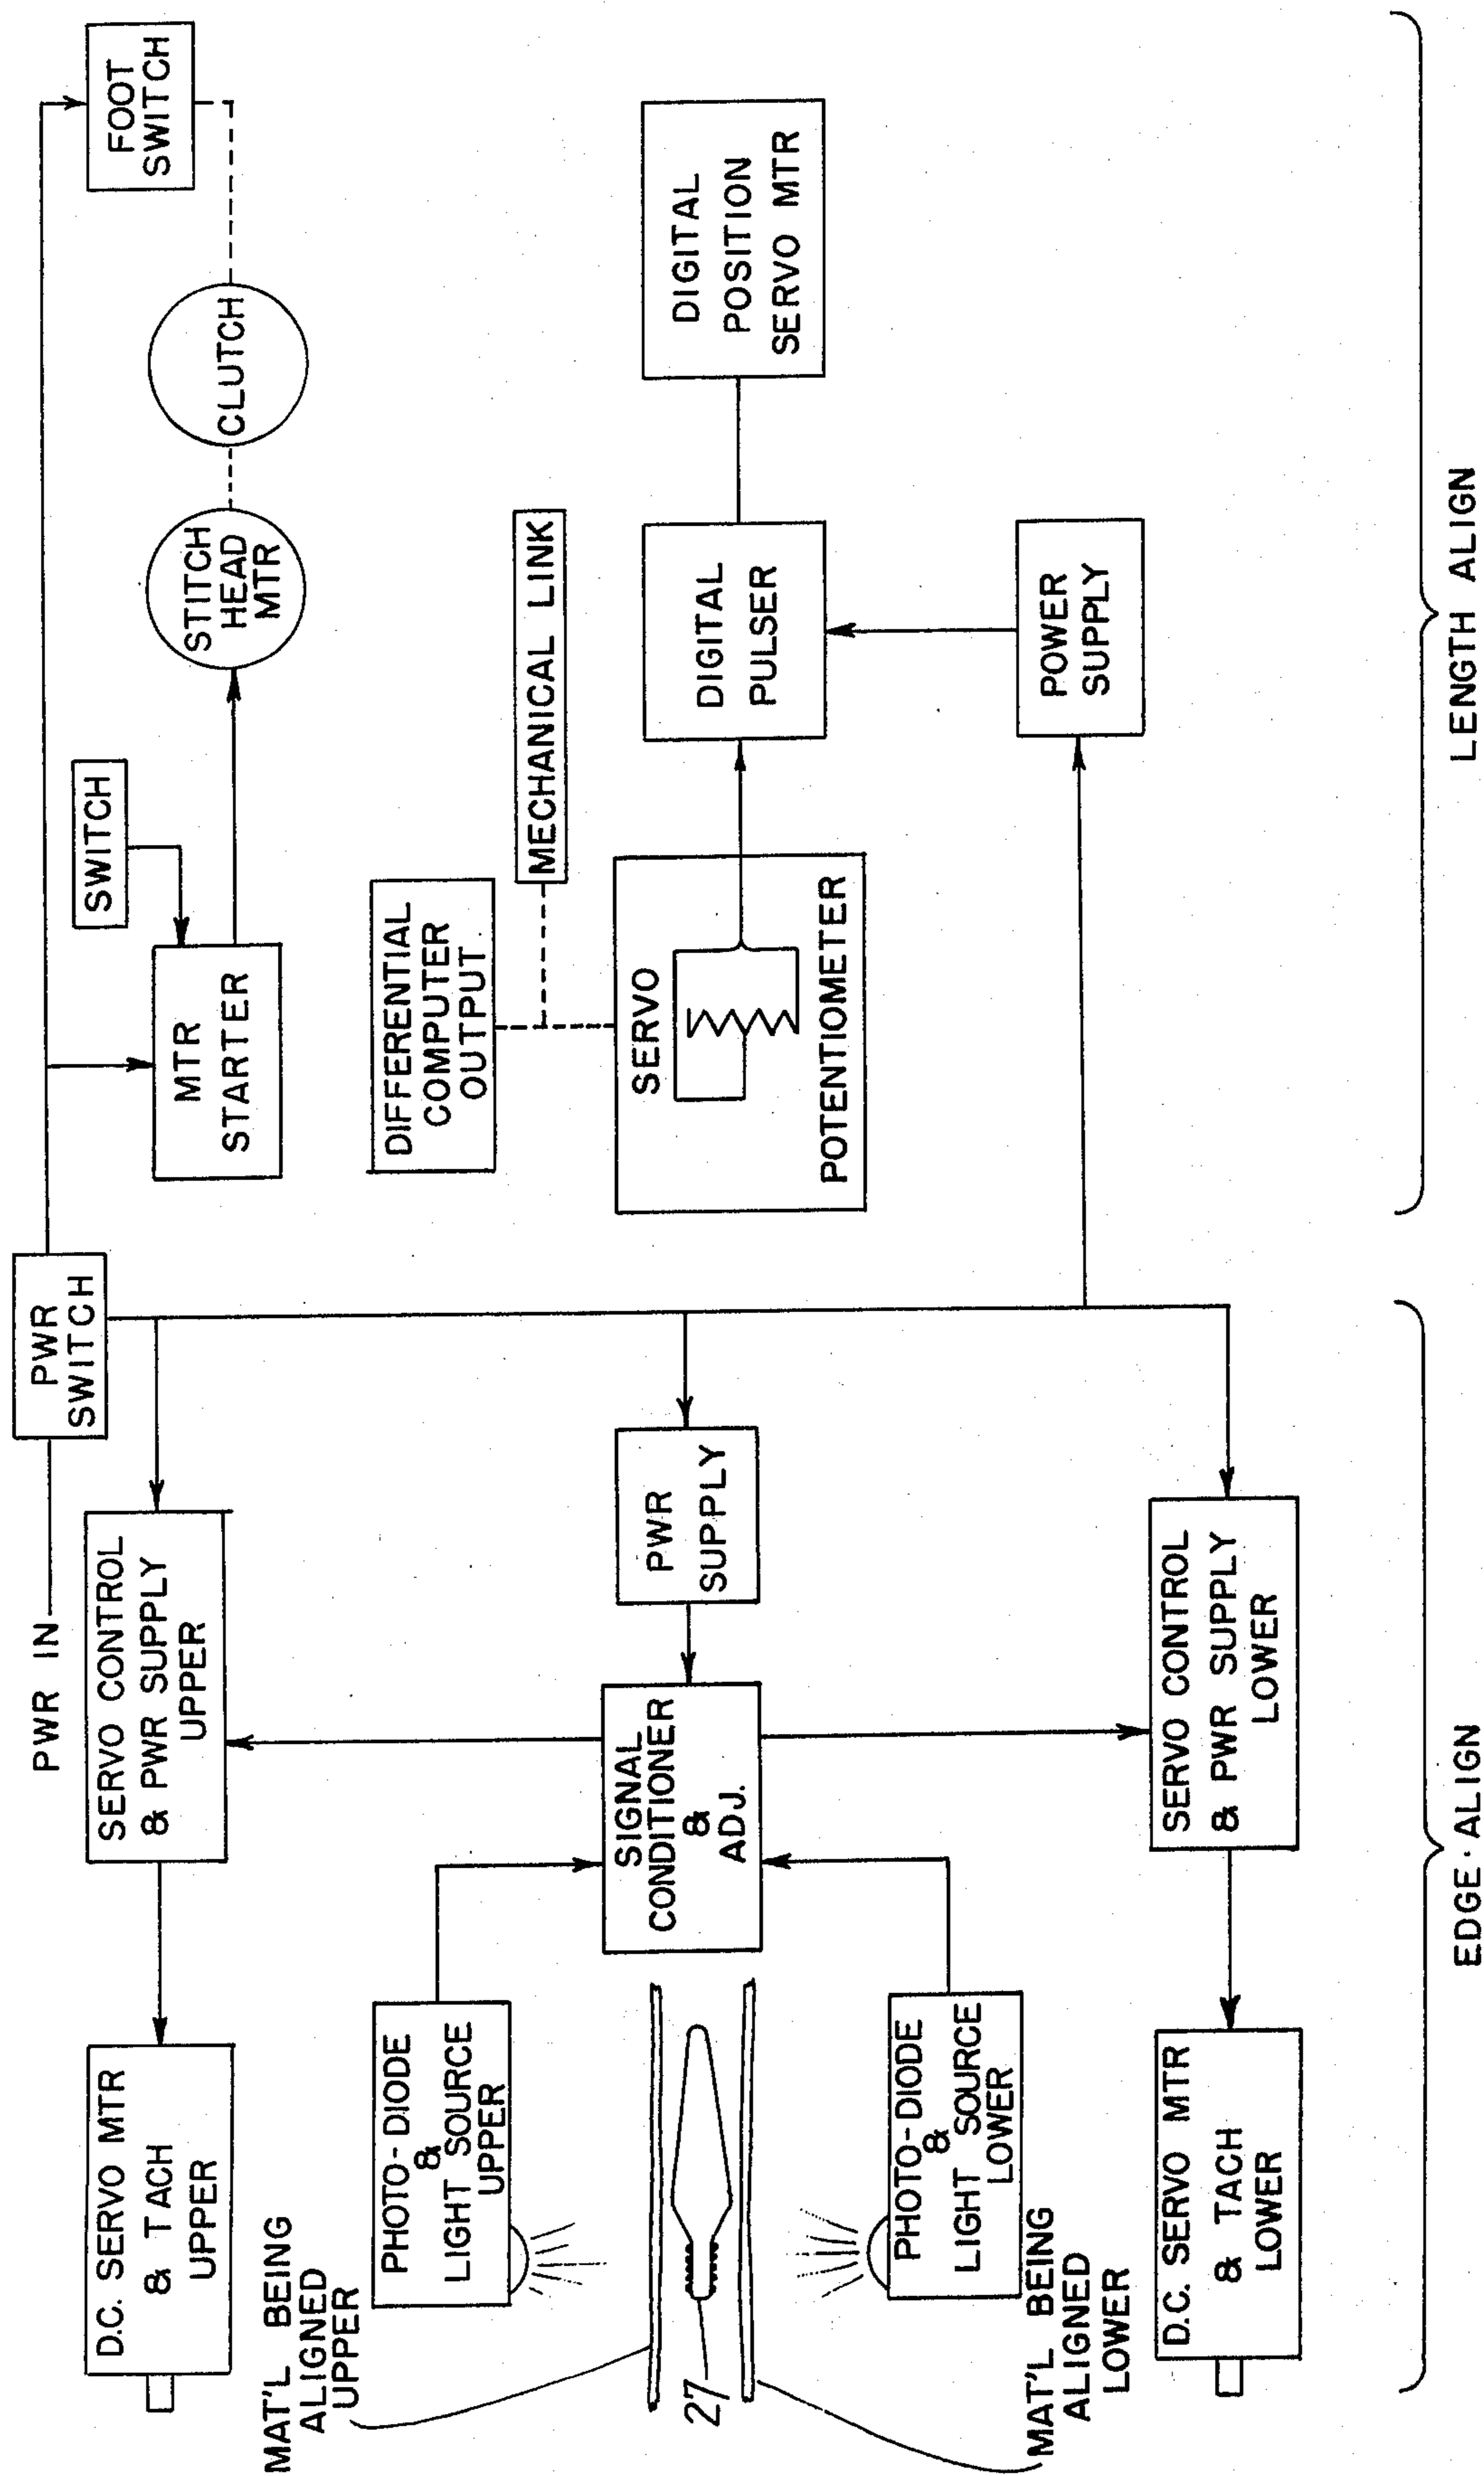 PWR IN
PWR
SWITCH
FOOT
SWITCH
SWITCH
MTR
STARTER
STITCH
HEAD
MTR
CLUTCH
D.C. SERVO MTR
& TACH
UPPER
SERVO CONTROL
& PWR SUPPLY
UPPER
MAT'L BEING
ALIGNED
UPPER
PHOTO-DIODE
&
LIGHT SOURCE
UPPER
DIFFERENTIAL
COMPUTER
OUTPUT
MECHANICAL LINK
27
SIGNAL
CONDITIONER
&
ADJ.
PWR
SUPPLY
SERVO
POTENTIOMETER
DIGITAL
PULSER
DIGITAL
POSITION
SERVO MTR
PHOTO-DIODE
&
LIGHT SOURCE
LOWER
MAT'L BEING
ALIGNED
LOWER
POWER
SUPPLY
D.C. SERVO MTR
& TACH
LOWER
SERVO CONTROL
& PWR SUPPLY
LOWER
EDGE·ALIGN
LENGTH ALIGN